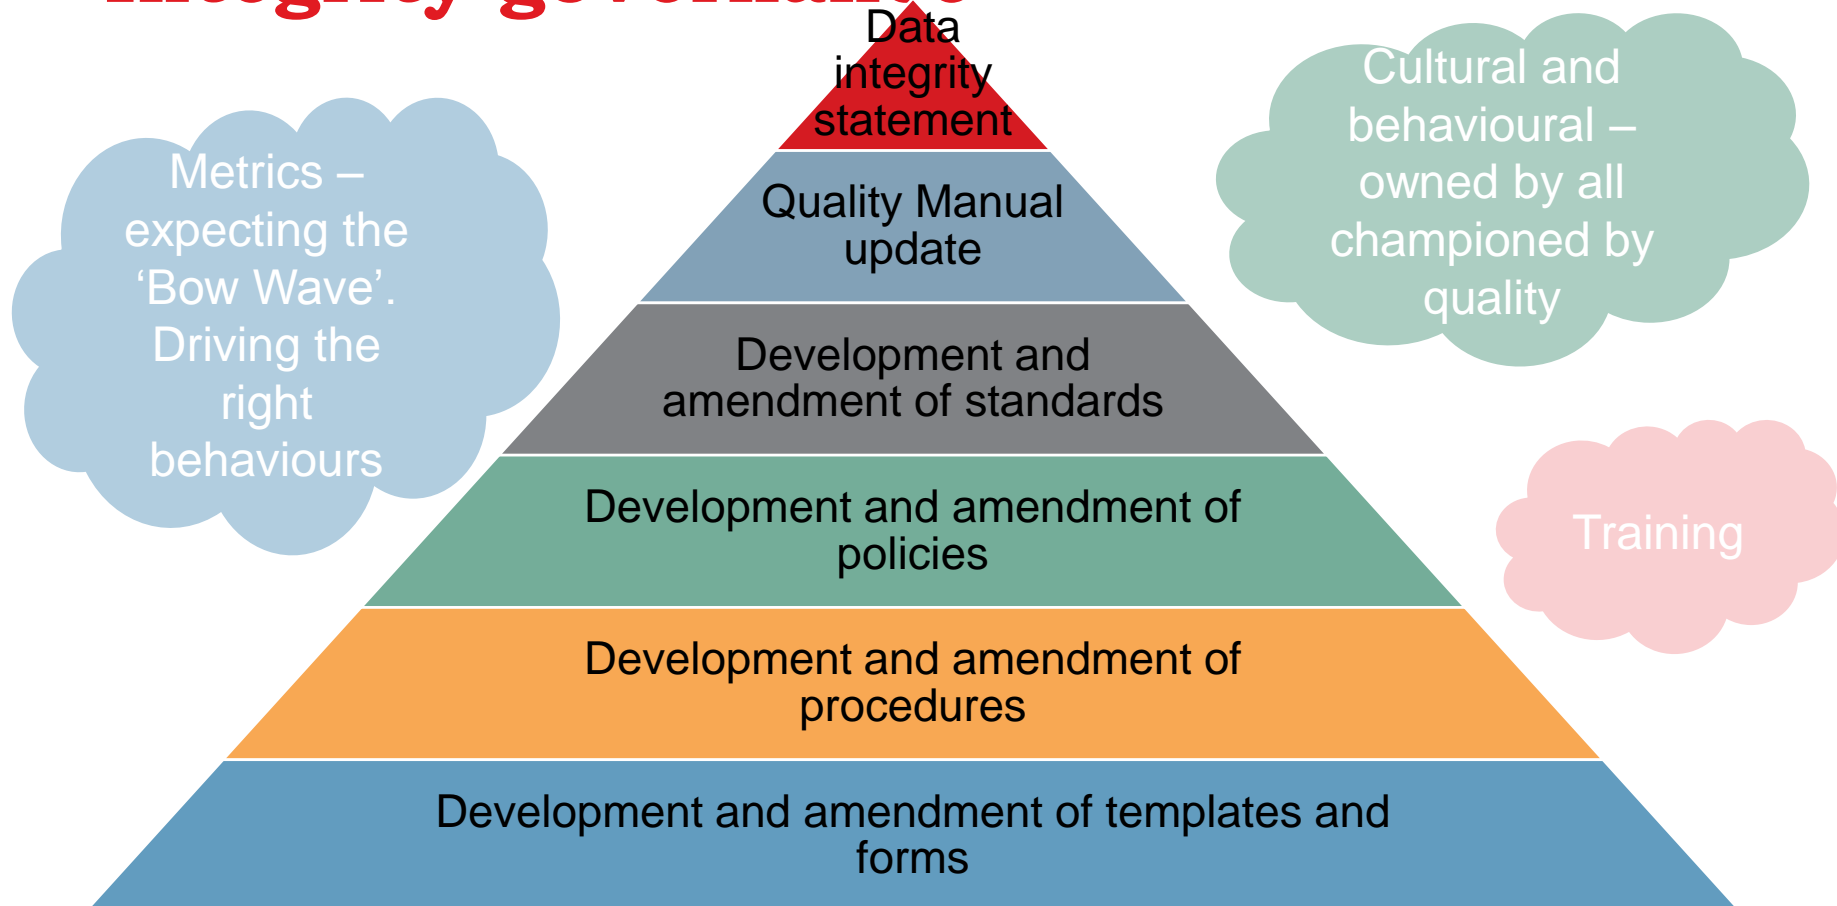 Data
integrity
statement
Quality Manual
update
Development and
amendment of standards
Development and amendment of
policies
Development and amendment of
procedures
Development and amendment of templates and
forms
Metrics –
expecting the
‘Bow Wave’.
Driving the
right
behaviours
Cultural and
behavioural –
owned by all
championed by
quality
Training